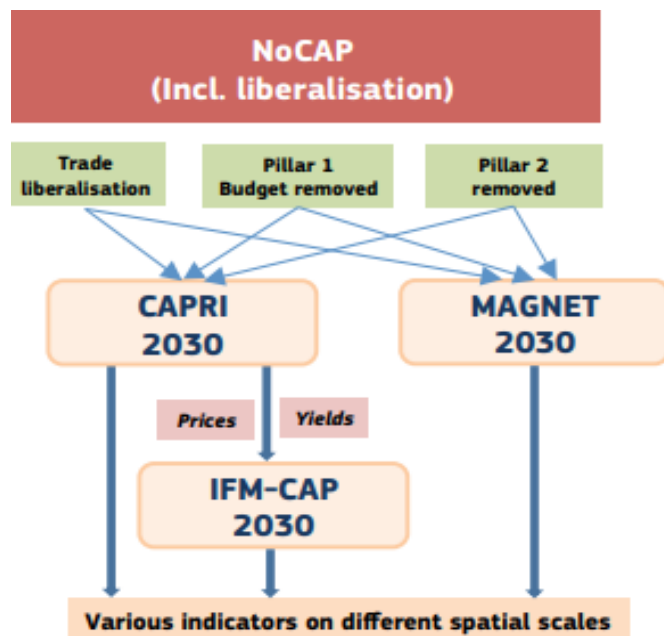 NoCAP
(Incl. liberalisation)
Trade
liberalisation
Pillar 1
Budget removed
Pillar 2
removed
CAPRI
2030
MAGNET
2030
Prices
Yields
IFM-CAP
2030
Various indicators on different spatial scales